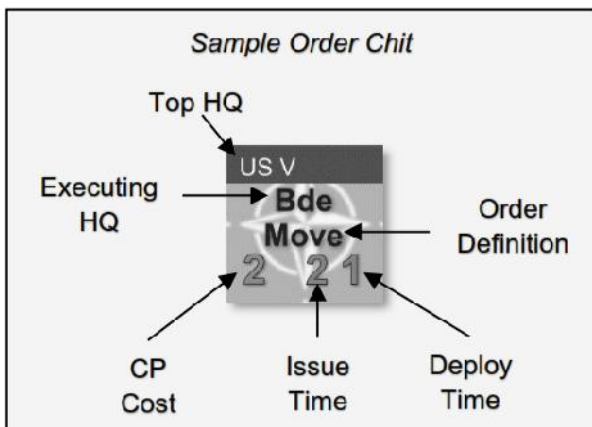 Sample Order Chit
Top HQ
US V
Executing
HQ
Bde
Move
Order
Definition
2 2 1
CP
Cost
Issue
Time
Deploy
Time